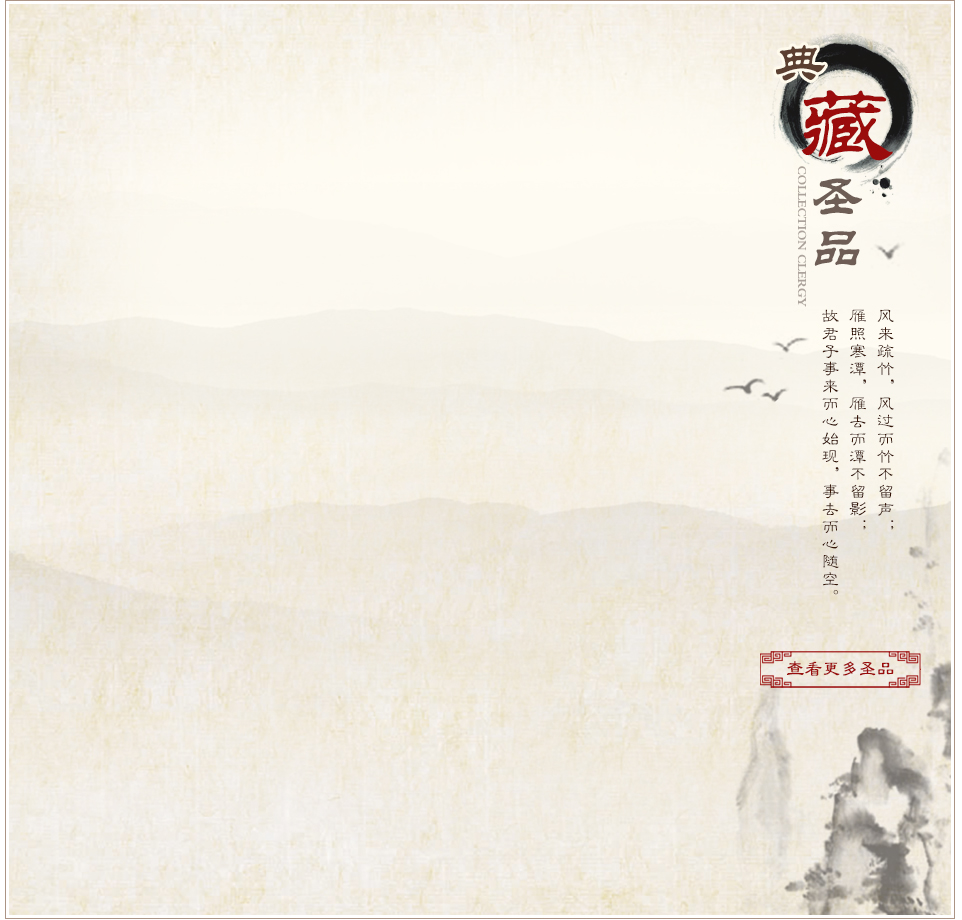 典藏
圣品
COLLECTION CLERGY
风来疏竹，风过而竹不留声；
雁照寒潭，雁去而潭不留影；
故君子事来而心始现，事去而心随空。
查看更多圣品